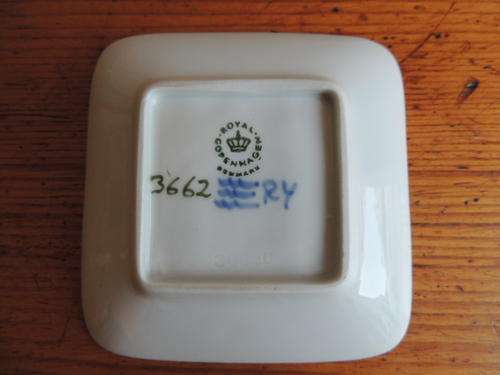 ROYAL
COPENHAGEN
DENMARK
3662 RY